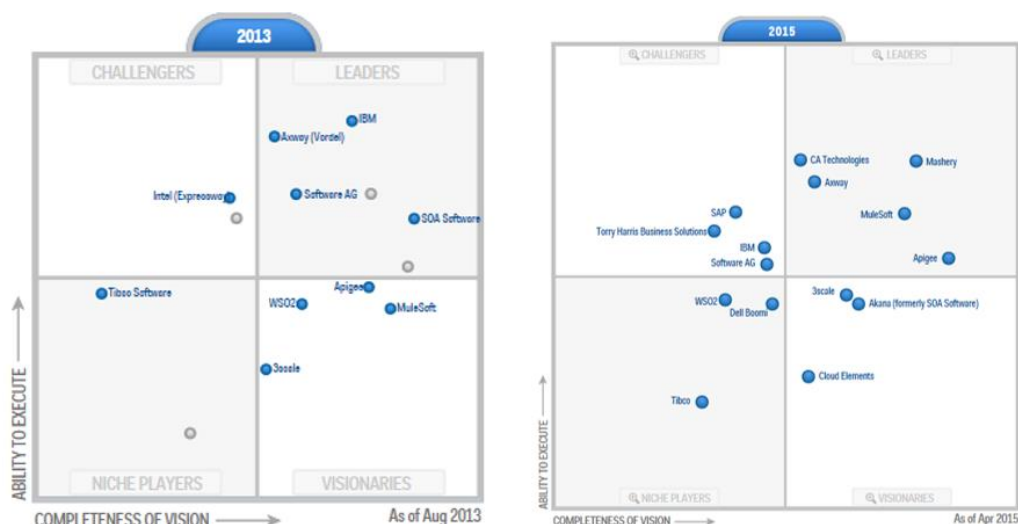 2013
CHALLENGERS
LEADERS
IBM
Axway (Vordel)
Intel (Expressway)
Software AG
SOA Software
Tibco Software
Apigee
WSO2
MuleSoft
3scale
NICHE PLAYERS
VISIONARIES
ABILITY TO EXECUTE
COMPLETENESS OF VISION
As of Aug 2013
2015
CHALLENGERS
LEADERS
CA Technologies
Mashery
Axway
SAP
MuleSoft
Torry Harris Business Solutions
IBM
Software AG
Apigee
3scale
WSO2
Akana (formerly SOA Software)
Dell Boomi
Cloud Elements
Tibco
NICHE PLAYERS
VISIONARIES
ABILITY TO EXECUTE
COMPLETENESS OF VISION
As of Apr 2015